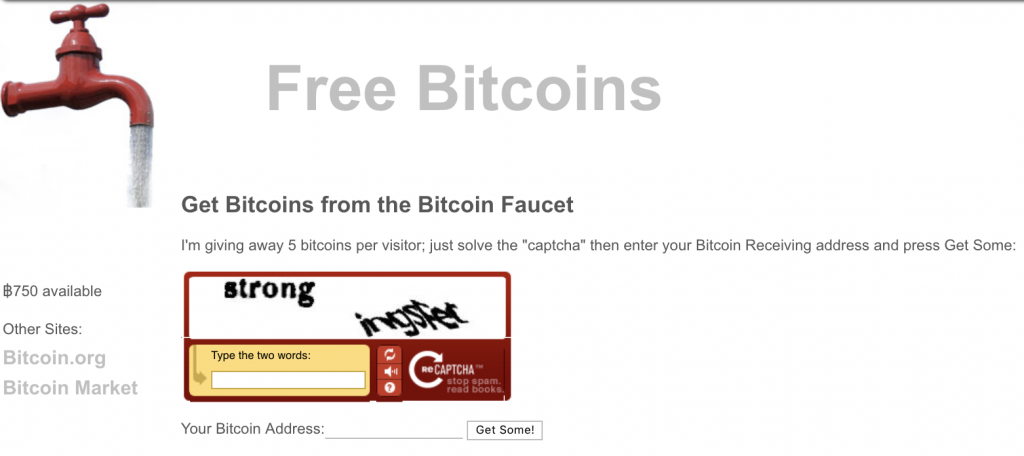 Free Bitcoins
Get Bitcoins from the Bitcoin Faucet
I'm giving away 5 bitcoins per visitor; just solve the "captcha" then enter your Bitcoin Receiving address and press Get Some:
฿750 available
Other Sites:
Bitcoin.org
Bitcoin Market
strong
Type the two words:
reCAPTCHA™
stop spam.
read books.
Your Bitcoin Address:
Get Some!